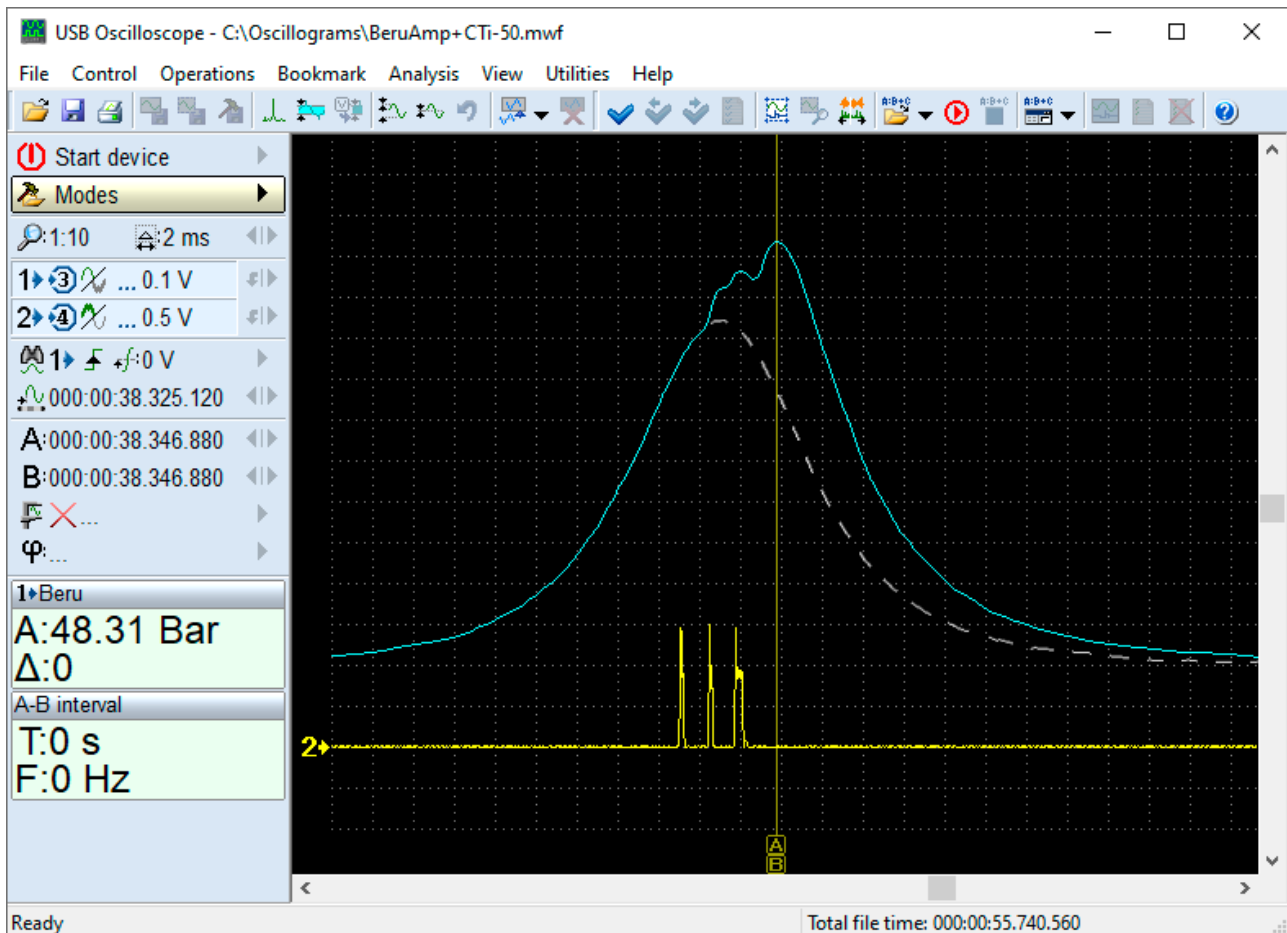 USB Oscilloscope - C:\Oscillograms\BeruAmp+CTi-50.mwf
File Control Operations Bookmark Analysis View Utilities Help
A:B+C A:B+C A:B+C
Start device
Modes
:1:10 :2 ms
1 3 ... 0.1 V
2 4 ... 0.5 V
1 :0 V
:000:00:38.325.120
A:000:00:38.346.880
B:000:00:38.346.880
...
φ:...
1 Beru
A:48.31 Bar
Δ:0
A-B interval
T:0 s
F:0 Hz
2
A
B
Ready
Total file time: 000:00:55.740.560